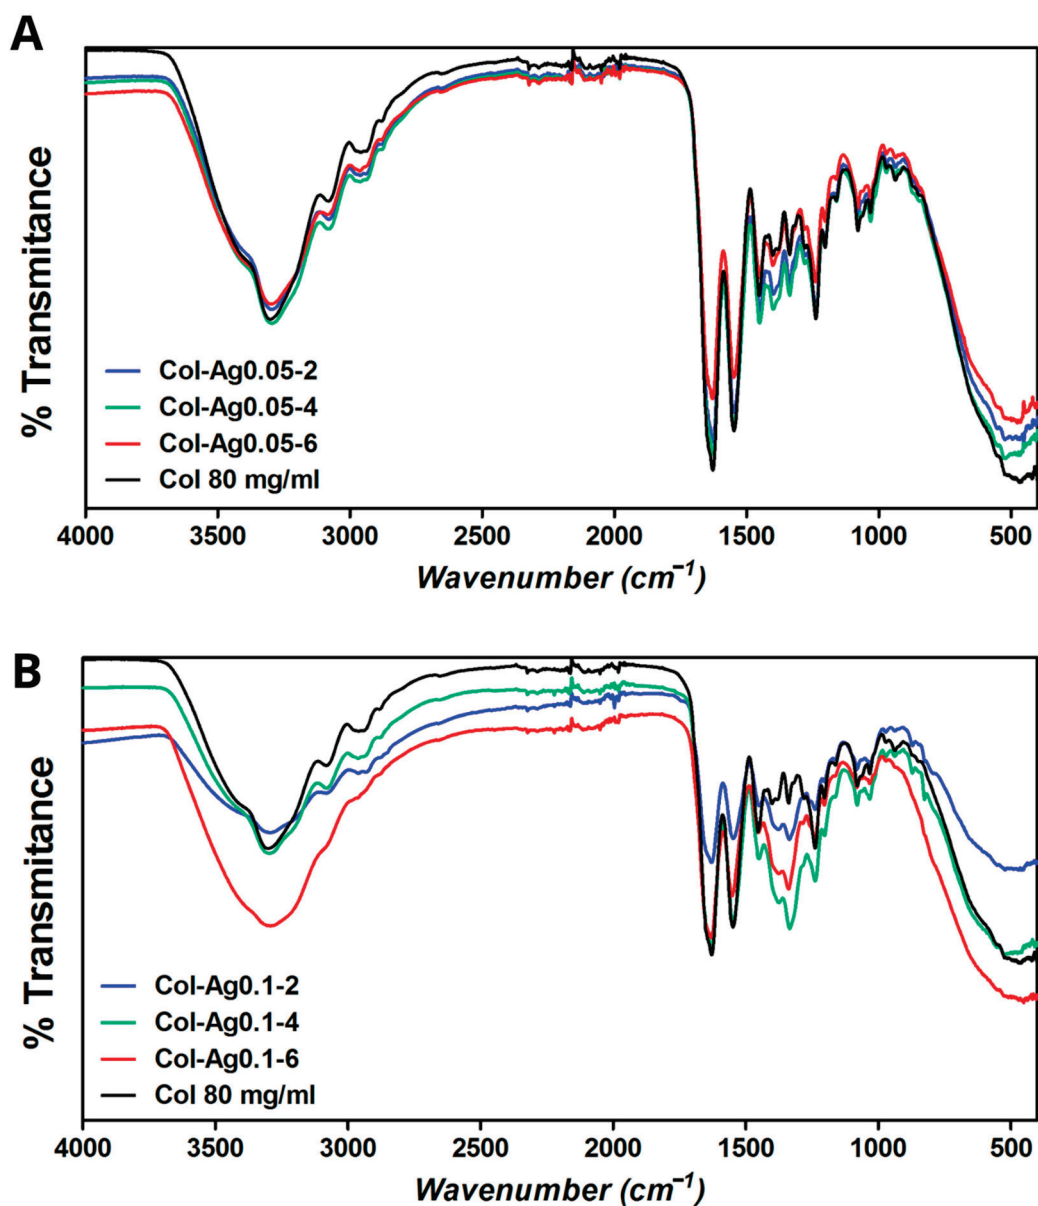 A
% Transmitance
Col-Ag0.05-2
Col-Ag0.05-4
Col-Ag0.05-6
Col 80 mg/ml
4000 3500 3000 2500 2000 1500 1000 500
Wavenumber (cm⁻¹)
B
% Transmitance
Col-Ag0.1-2
Col-Ag0.1-4
Col-Ag0.1-6
Col 80 mg/ml
4000 3500 3000 2500 2000 1500 1000 500
Wavenumber (cm⁻¹)